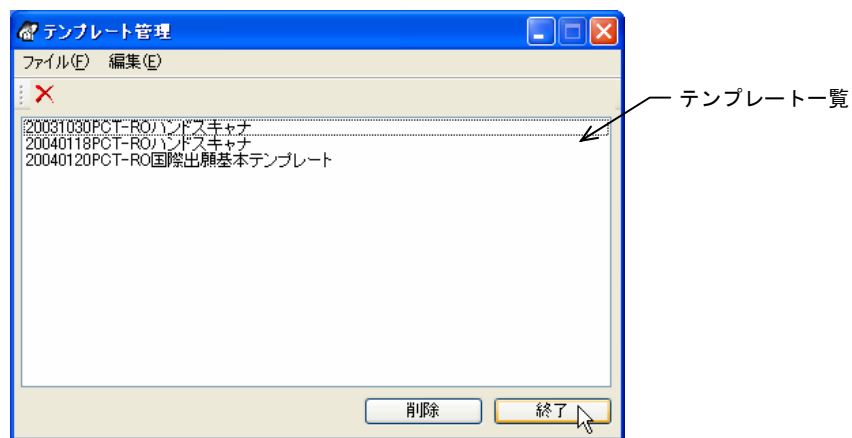 テンプレート管理
ファイル(F) 編集(E)
テンプレート一覧
20031030PCT-ROハンドスキャナ
20040118PCT-ROハンドスキャナ
20040120PCT-RO国際出願基本テンプレート
削除 終了